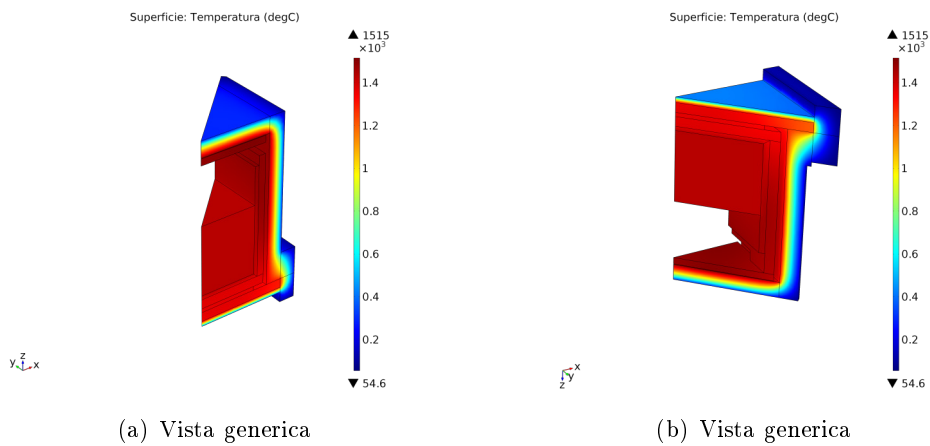 Superficie: Temperatura (degC)
▲ 1515
×10³
1.4
1.2
1
0.8
0.6
0.4
0.2
▼ 54.6
y z x
(a) Vista generica
Superficie: Temperatura (degC)
▲ 1515
×10³
1.4
1.2
1
0.8
0.6
0.4
0.2
▼ 54.6
x
y
z
(b) Vista generica